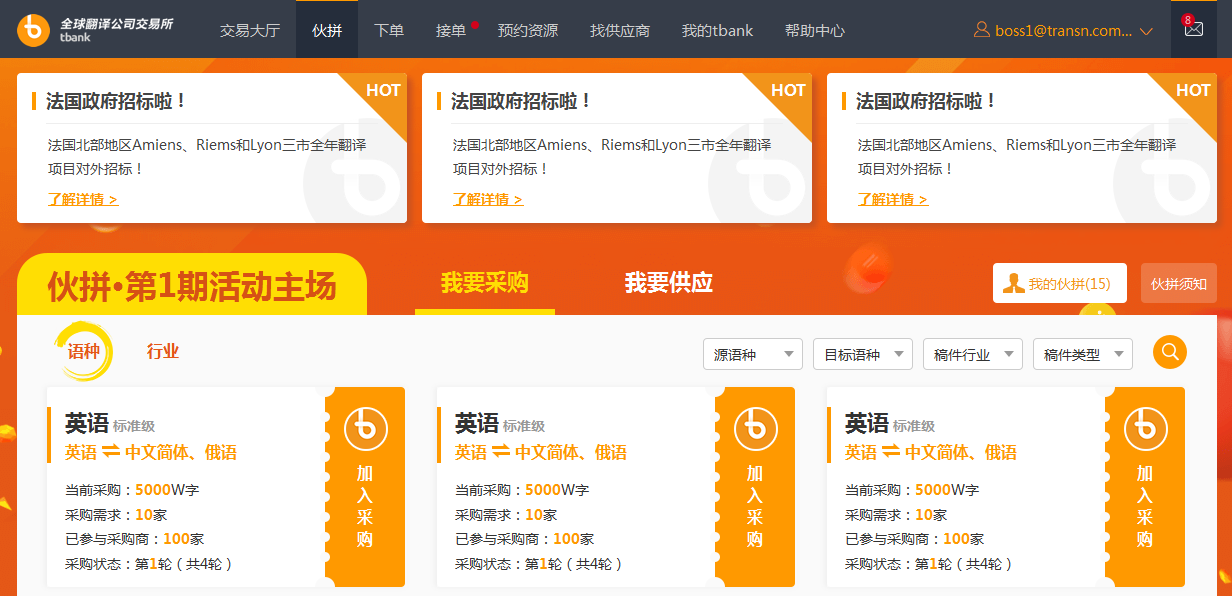 全球翻译公司交易所
tbank
交易大厅 伙拼 下单 接单 预约资源 找供应商 我的tbank 帮助中心 boss1@transn.com... 8
法国政府招标啦！ HOT
法国北部地区Amiens、Riems和Lyon三市全年翻译
项目对外招标！
了解详情 >
法国政府招标啦！ HOT
法国北部地区Amiens、Riems和Lyon三市全年翻译
项目对外招标！
了解详情 >
法国政府招标啦！ HOT
法国北部地区Amiens、Riems和Lyon三市全年翻译
项目对外招标！
了解详情 >
伙拼·第1期活动主场 我要采购 我要供应 我的伙拼(15) 伙拼须知
语种 行业 源语种 目标语种 稿件行业 稿件类型
英语 标准级
英语 ⇌ 中文简体、俄语
当前采购：5000W字
采购需求：10家
已参与采购商：100家
采购状态：第1轮（共4轮）
加
入
采
购
英语 标准级
英语 ⇌ 中文简体、俄语
当前采购：5000W字
采购需求：10家
已参与采购商：100家
采购状态：第1轮（共4轮）
加
入
采
购
英语 标准级
英语 ⇌ 中文简体、俄语
当前采购：5000W字
采购需求：10家
已参与采购商：100家
采购状态：第1轮（共4轮）
加
入
采
购